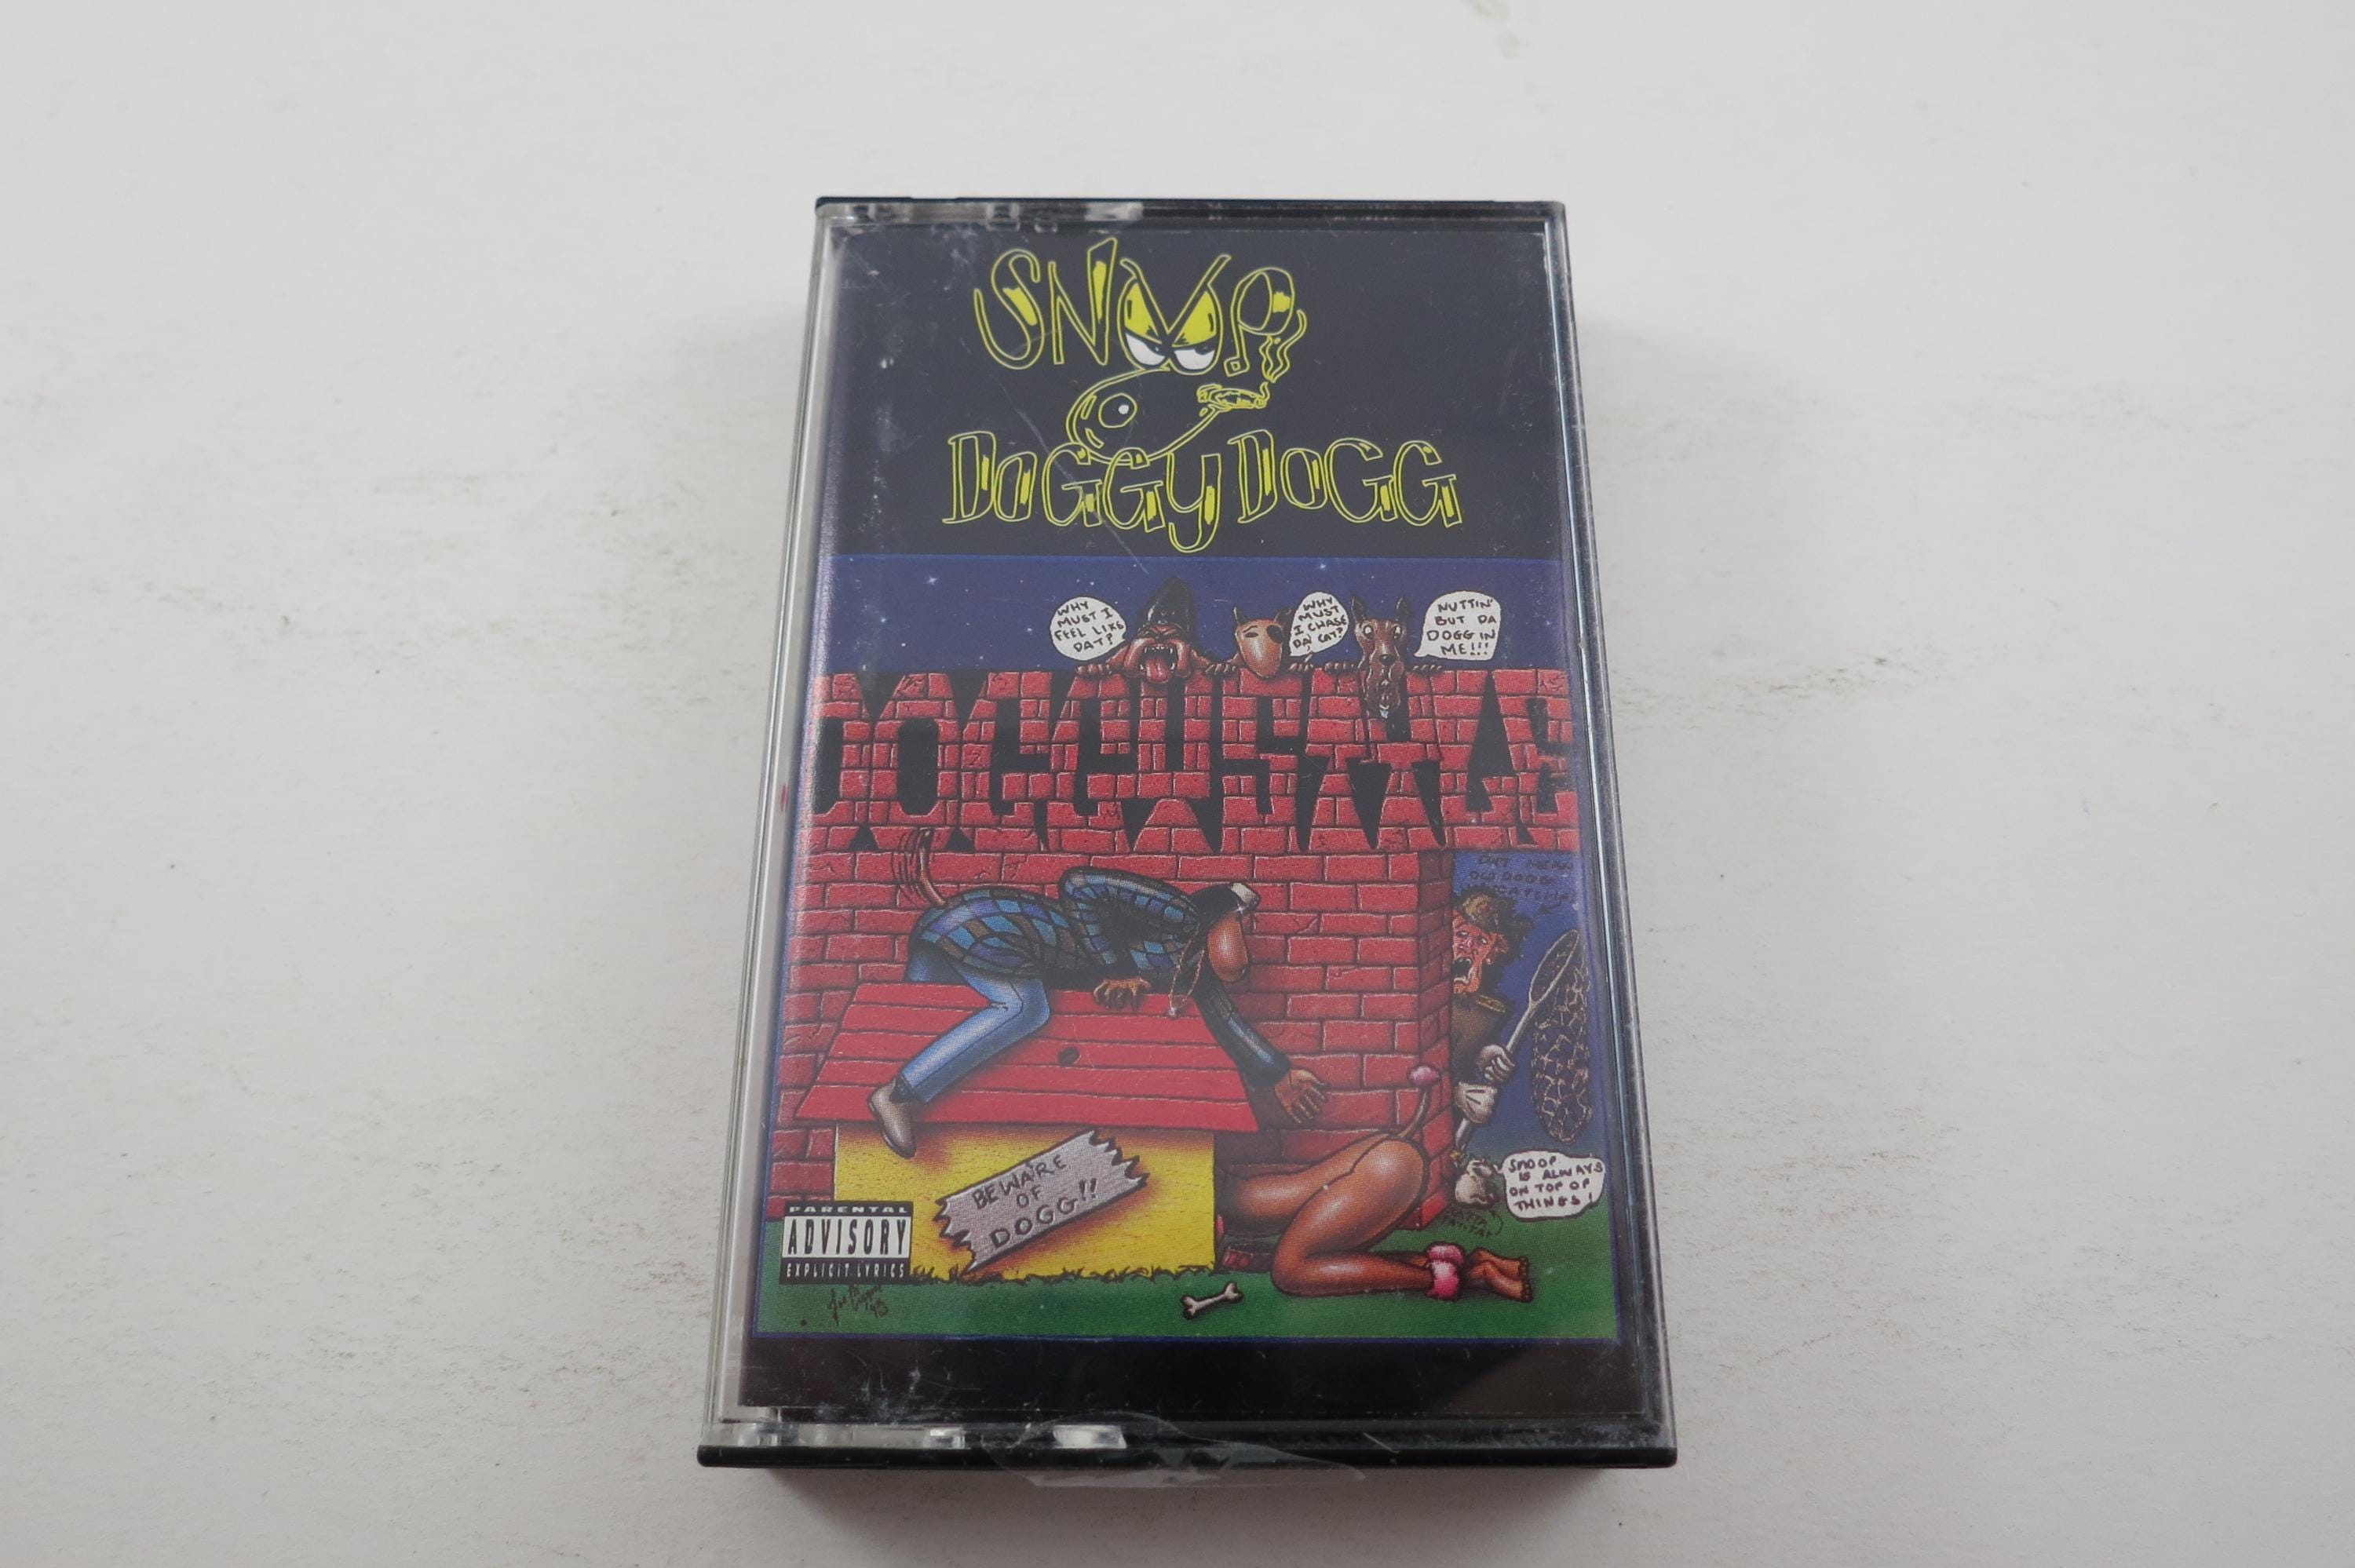 SNOOP
DOGGY DOGG
WHY
MUST I
FEEL LIKE
DAT?
WHY
MUST
I CHASE
DA CAT?
NUTTIN'
BUT DA
DOGG IN
ME!!!
DOGGYSTYLE
DAT MEAN
OLD DOGG
CATCHER
BEWARE
OF
DOGG!!
SNOOP
IS ALWAYS
ON TOP OF
THINGS!
PARENTAL
ADVISORY
EXPLICIT LYRICS